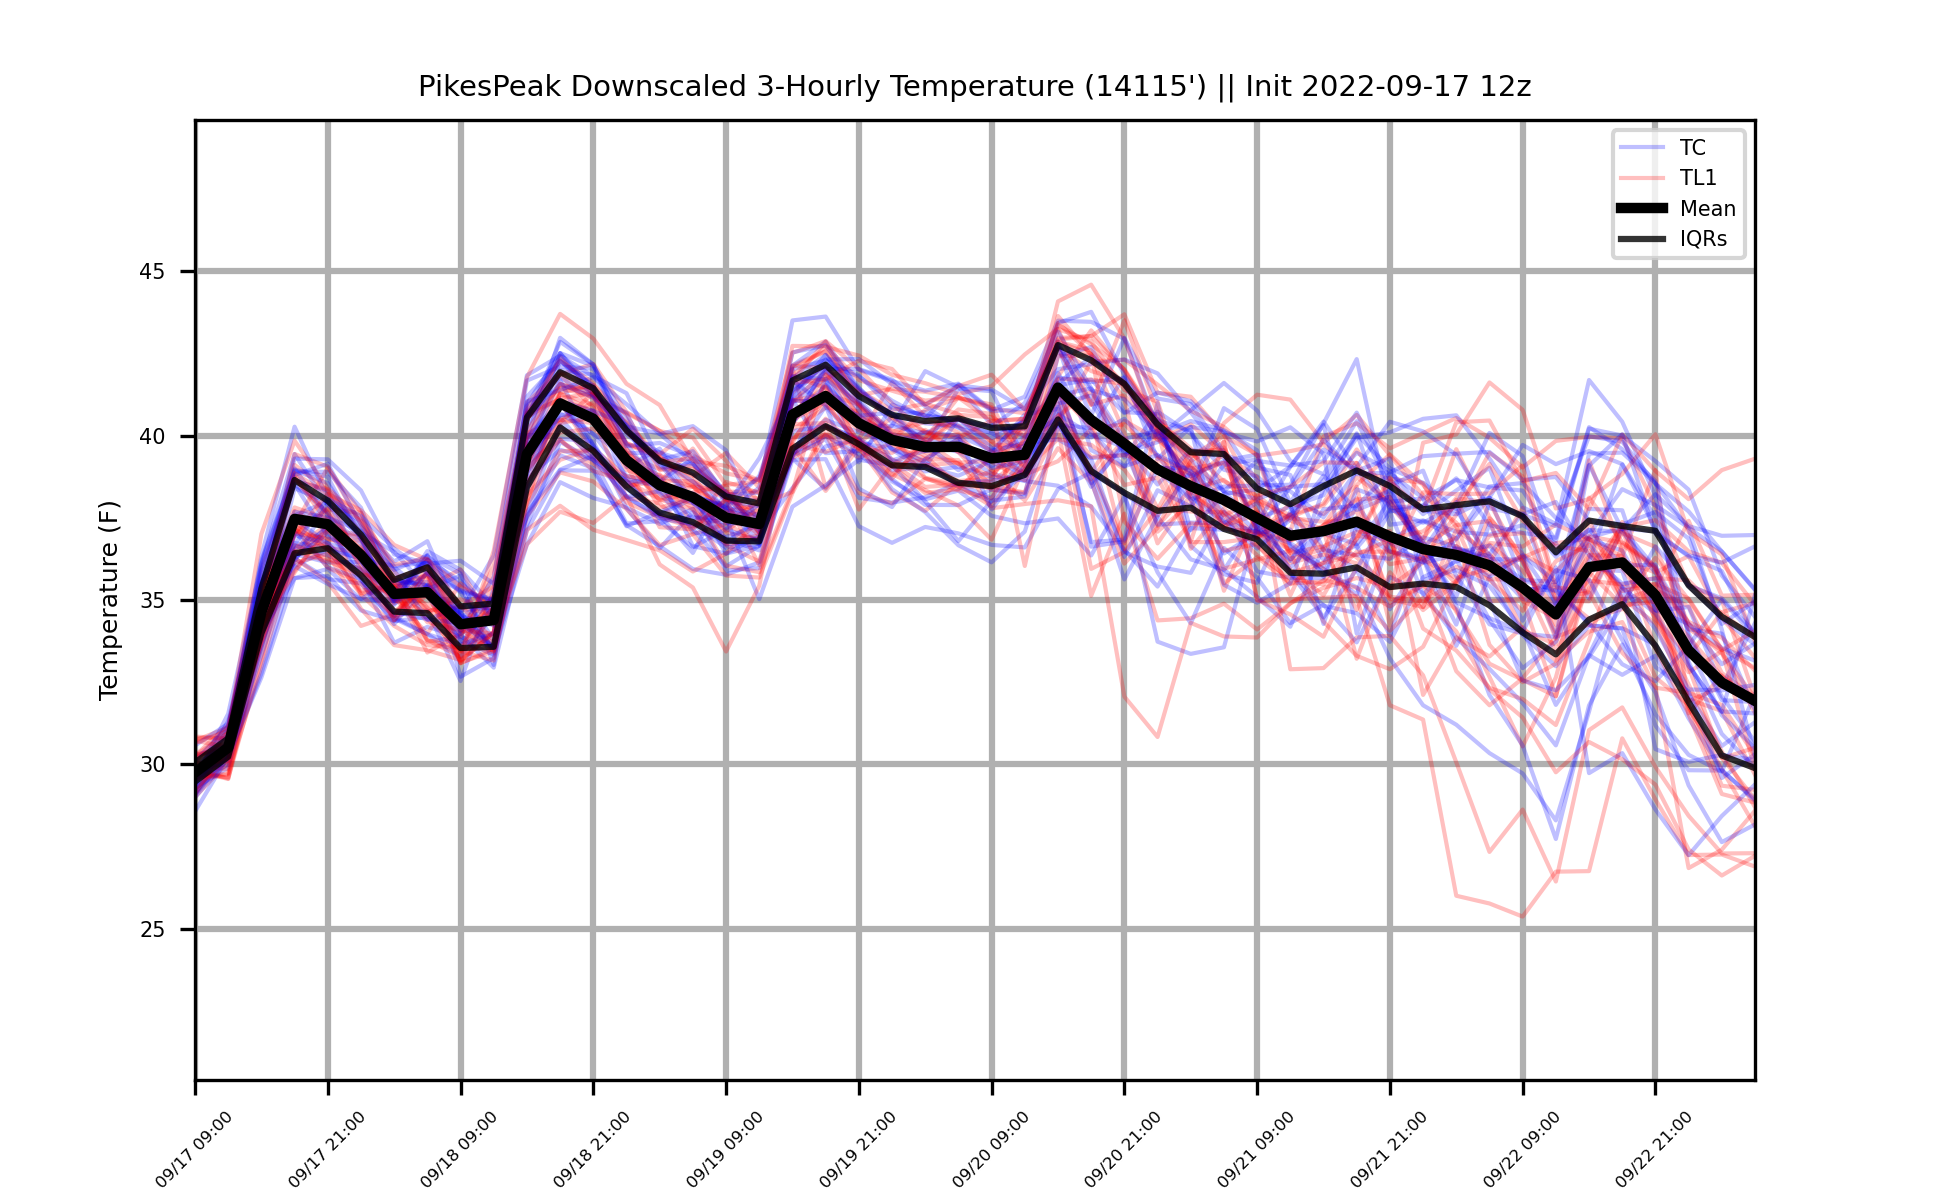 PikesPeak Downscaled 3-Hourly Temperature (14115') || Init 2022-09-17 12z
TC
TL1
Mean
IQRs
45
40
35
30
25
Temperature (F)
09/17 09:00
09/17 21:00
09/18 09:00
09/18 21:00
09/19 09:00
09/19 21:00
09/20 09:00
09/20 21:00
09/21 09:00
09/21 21:00
09/22 09:00
09/22 21:00